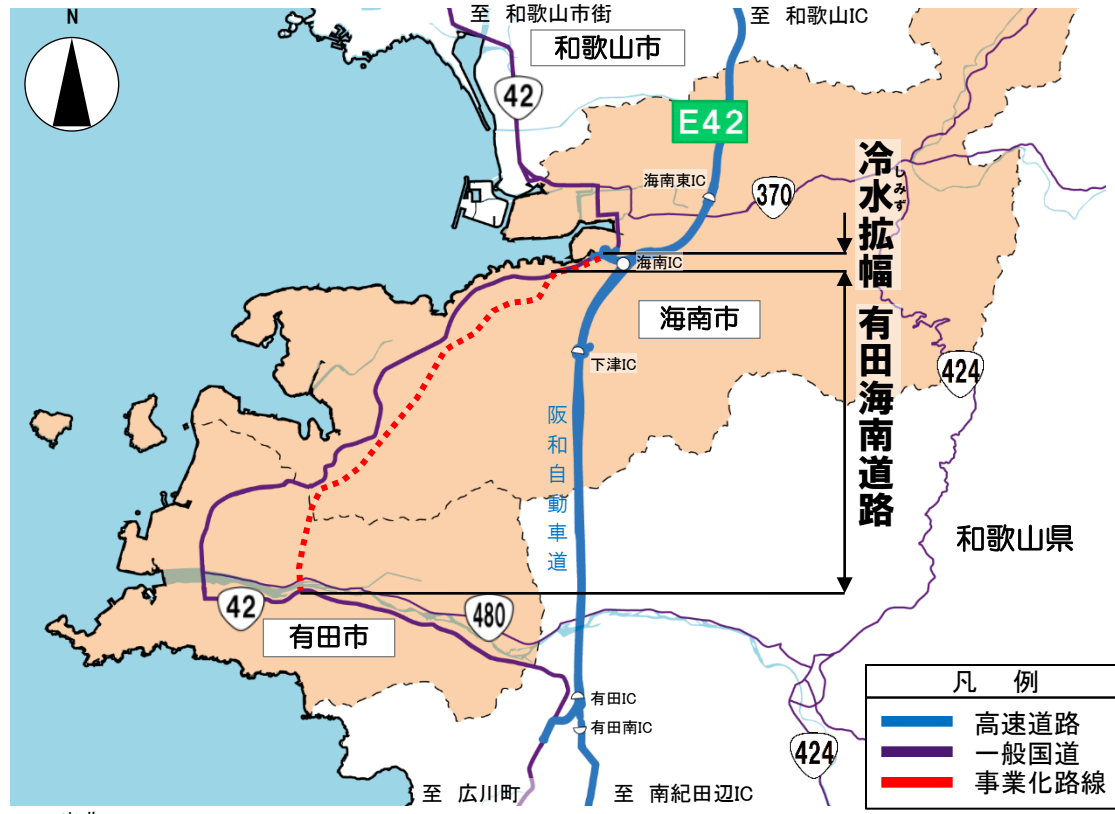 N
至 和歌山市街
至 和歌山IC
和歌山市
42
E42
海南東IC
370
冷水拡幅
しみず
海南IC
海南市
有田海南道路
下津IC
424
阪和自動車道
和歌山県
42
480
有田市
有田IC
有田南IC
424
至 広川町
至 南紀田辺IC
凡 例
高速道路
一般国道
事業化路線